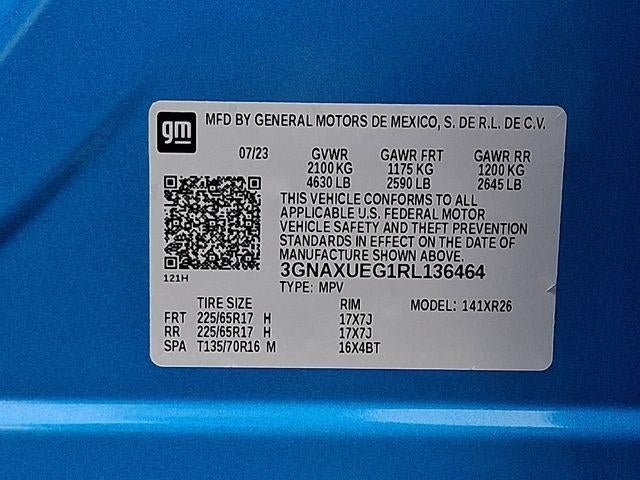 gm MFD BY GENERAL MOTORS DE MEXICO, S. DE R.L. DE C.V.
07/23 GVWR GAWR FRT GAWR RR
2100 KG 1175 KG 1200 KG
4630 LB 2590 LB 2645 LB
THIS VEHICLE CONFORMS TO ALL
APPLICABLE U.S. FEDERAL MOTOR
VEHICLE SAFETY AND THEFT PREVENTION
STANDARDS IN EFFECT ON THE DATE OF
MANUFACTURE SHOWN ABOVE.
3GNAXUEG1RL136464
121H
TYPE: MPV
TIRE SIZE RIM MODEL: 141XR26
FRT 225/65R17 H 17X7J
RR 225/65R17 H 17X7J
SPA T135/70R16 M 16X4BT